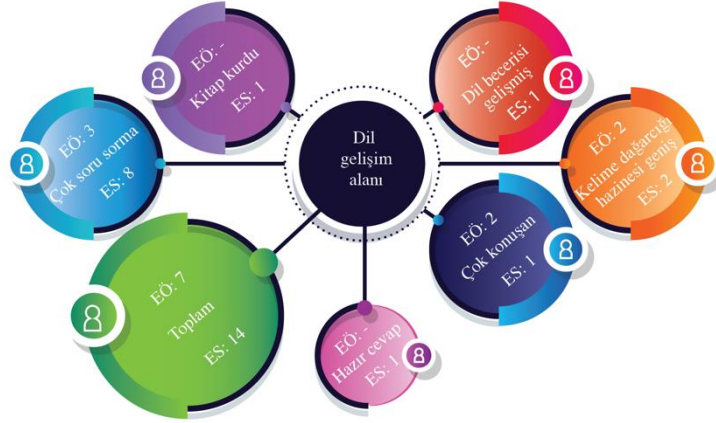 EÖ: -
Kitap kurdu
ES: 1
EÖ: -
Dil becerisi
gelişmiş
ES: 1
EÖ: 3
Çok soru sorma
ES: 8
Dil
gelişim
alanı
EÖ: 2
Kelime dağarcığı
hazinesi geniş
ES: 2
EÖ: 2
Çok konuşan
ES: 1
EÖ: 7
Toplam
ES: 14
EÖ: -
Hazır cevap
ES: 1